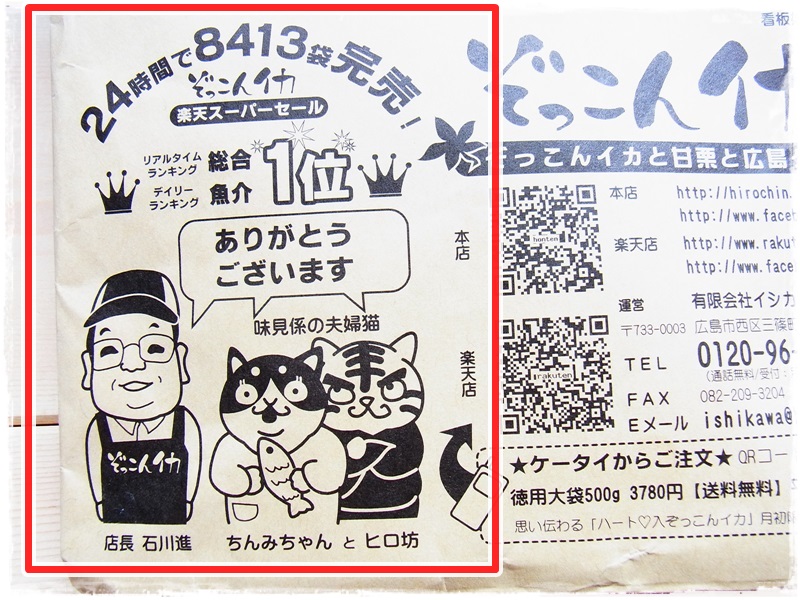 24時間で8413袋完売！
ぞっこんイカ
楽天スーパーセール
リアルタイム
ランキング 総合
デイリー
ランキング 魚介
1位
ありがとう
ございます
味見係の夫婦猫
ぞっこんイカ
店長 石川進
ちんみちゃん と ヒロ坊
看板
ぞっこんイカ
ぞっこんイカと甘栗と広島
本店
honten
本店 http://hirochin.
http://www.face
楽天店
rakuten
楽天店 http://www.raku
http://www.face
運営 有限会社イシカ
〒733-0003 広島市西区三篠町
TEL 0120-96-
(通話無料/受付:
FAX 082-209-3204
Eメール ishikawa@
★ケータイからご注文★QRコー
徳用大袋500g 3780円【送料無料】
思い伝わる「ハート♡入ぞっこんイカ」月初